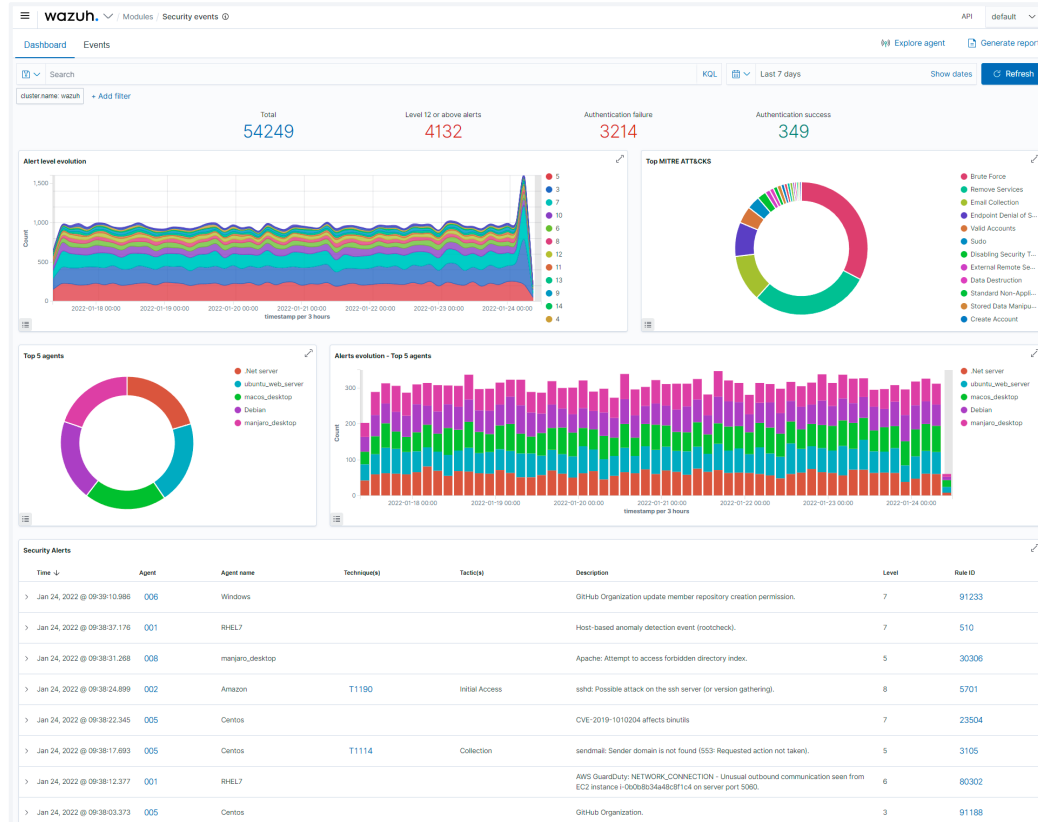 wazuh. / Modules / Security events API default
Dashboard Events Explore agent Generate report
Search KQL Last 7 days Show dates Refresh
cluster.name: wazuh + Add filter
Total Level 12 or above alerts Authentication failure Authentication success
54249 4132 3214 349
Alert level evolution
Count
1,500
1,000
500
0
2022-01-18 00:00 2022-01-19 00:00 2022-01-20 00:00 2022-01-21 00:00 2022-01-22 00:00 2022-01-23 00:00 2022-01-24 00:00
timestamp per 3 hours
5
3
7
10
6
8
12
11
13
9
14
4
Top MITRE ATT&CKS
Brute Force
Remove Services
Email Collection
Endpoint Denial of S...
Valid Accounts
Sudo
Disabling Security T...
External Remote Se...
Data Destruction
Standard Non-Appli...
Stored Data Manipu...
Create Account
Top 5 agents
.Net server
ubuntu_web_server
macos_desktop
Debian
manjaro_desktop
Alerts evolution - Top 5 agents
Count
300
200
100
0
2022-01-18 00:00 2022-01-19 00:00 2022-01-20 00:00 2022-01-21 00:00 2022-01-22 00:00 2022-01-23 00:00 2022-01-24 00:00
timestamp per 3 hours
.Net server
ubuntu_web_server
macos_desktop
Debian
manjaro_desktop
Security Alerts
Time Agent Agent name Technique(s) Tactic(s) Description Level Rule ID
Jan 24, 2022 @ 09:39:10.986 006 Windows GitHub Organization update member repository creation permission. 7 91233
Jan 24, 2022 @ 09:38:37.176 001 RHEL7 Host-based anomaly detection event (rootcheck). 7 510
Jan 24, 2022 @ 09:38:31.268 008 manjaro_desktop Apache: Attempt to access forbidden directory index. 5 30306
Jan 24, 2022 @ 09:38:24.899 002 Amazon T1190 Initial Access sshd: Possible attack on the ssh server (or version gathering). 8 5701
Jan 24, 2022 @ 09:38:22.345 005 Centos CVE-2019-1010204 affects binutils 7 23504
Jan 24, 2022 @ 09:38:17.693 005 Centos T1114 Collection sendmail: Sender domain is not found (553: Requested action not taken). 5 3105
Jan 24, 2022 @ 09:38:12.377 001 RHEL7 AWS GuardDuty: NETWORK_CONNECTION - Unusual outbound communication seen from
EC2 instance i-0b0b8b34a48c8f1c4 on server port 5060. 6 80302
Jan 24, 2022 @ 09:38:03.373 005 Centos GitHub Organization. 3 91188